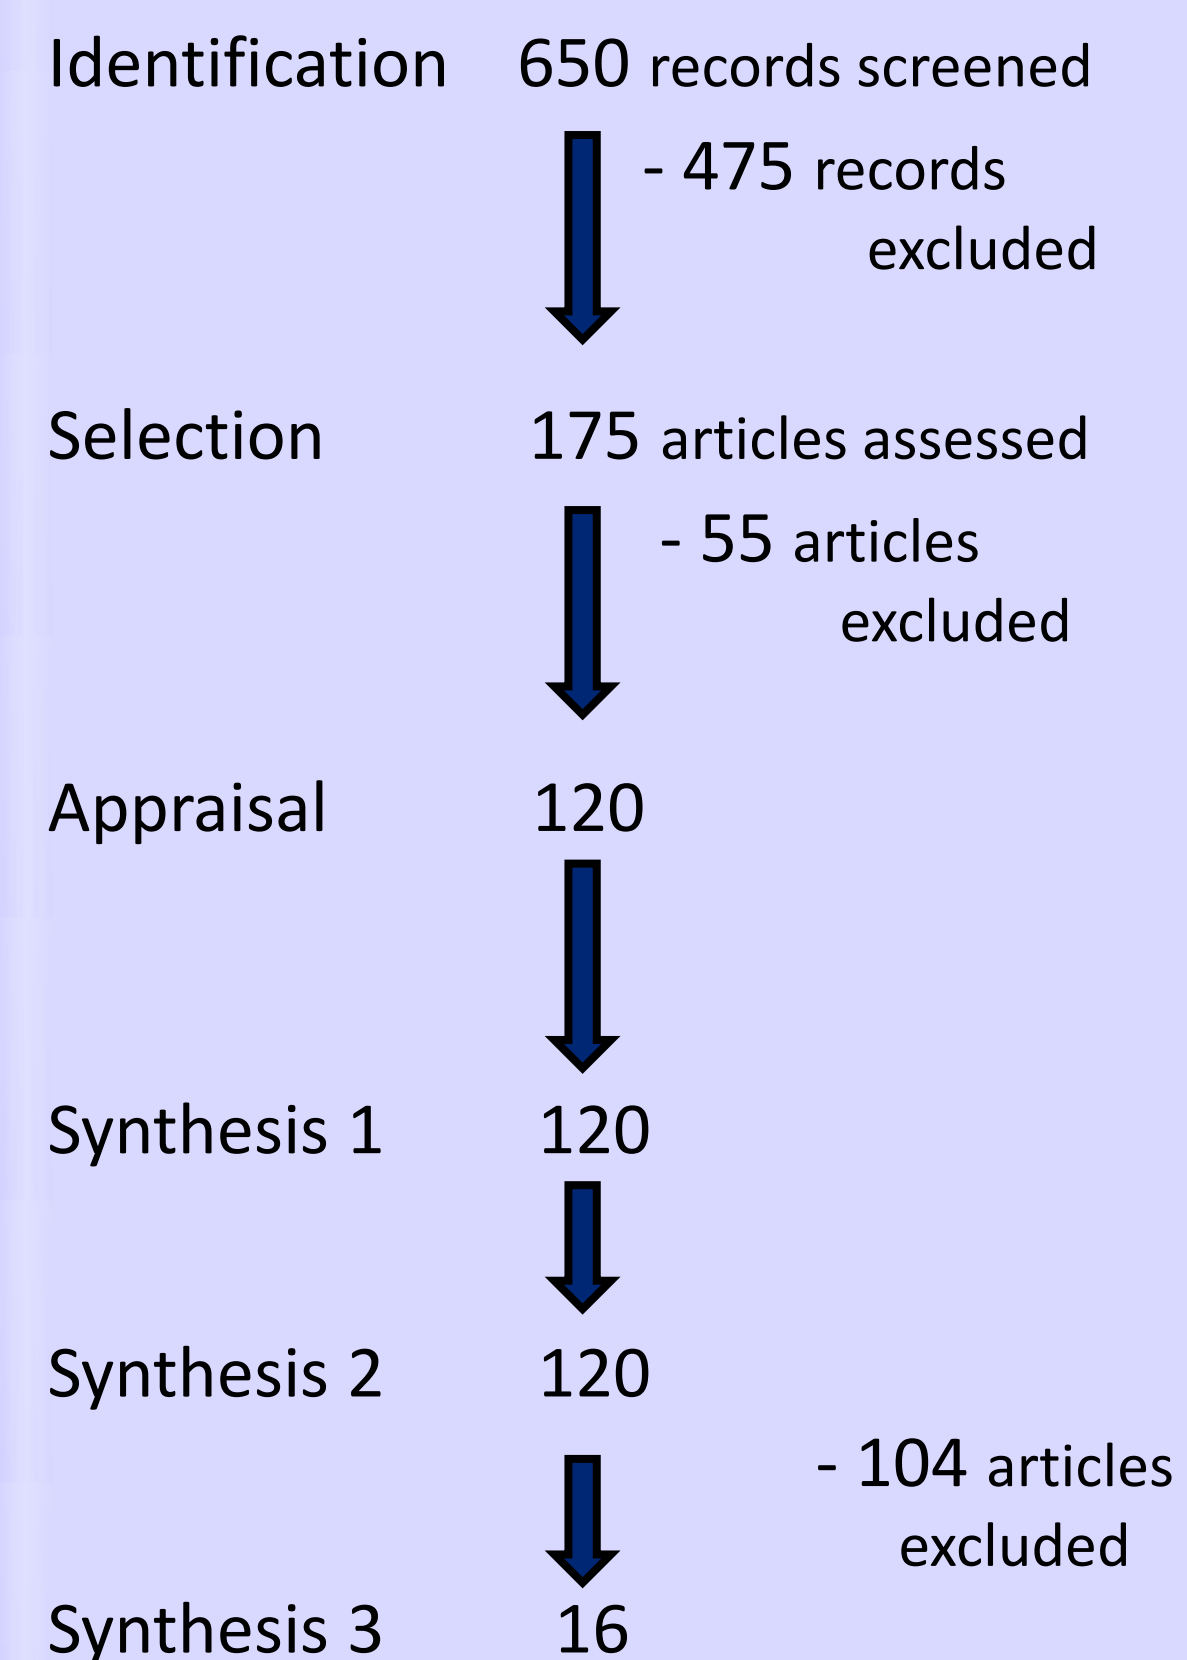 Identification 650 records screened
- 475 records
excluded
Selection 175 articles assessed
- 55 articles
excluded
Appraisal 120
Synthesis 1 120
Synthesis 2 120
- 104 articles
excluded
Synthesis 3 16